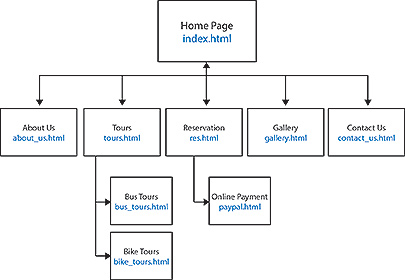 Home Page
index.html
About Us
about_us.html
Tours
tours.html
Reservation
res.html
Gallery
gallery.html
Contact Us
contact_us.html
Bus Tours
bus_tours.html
Online Payment
paypal.html
Bike Tours
bike_tours.html